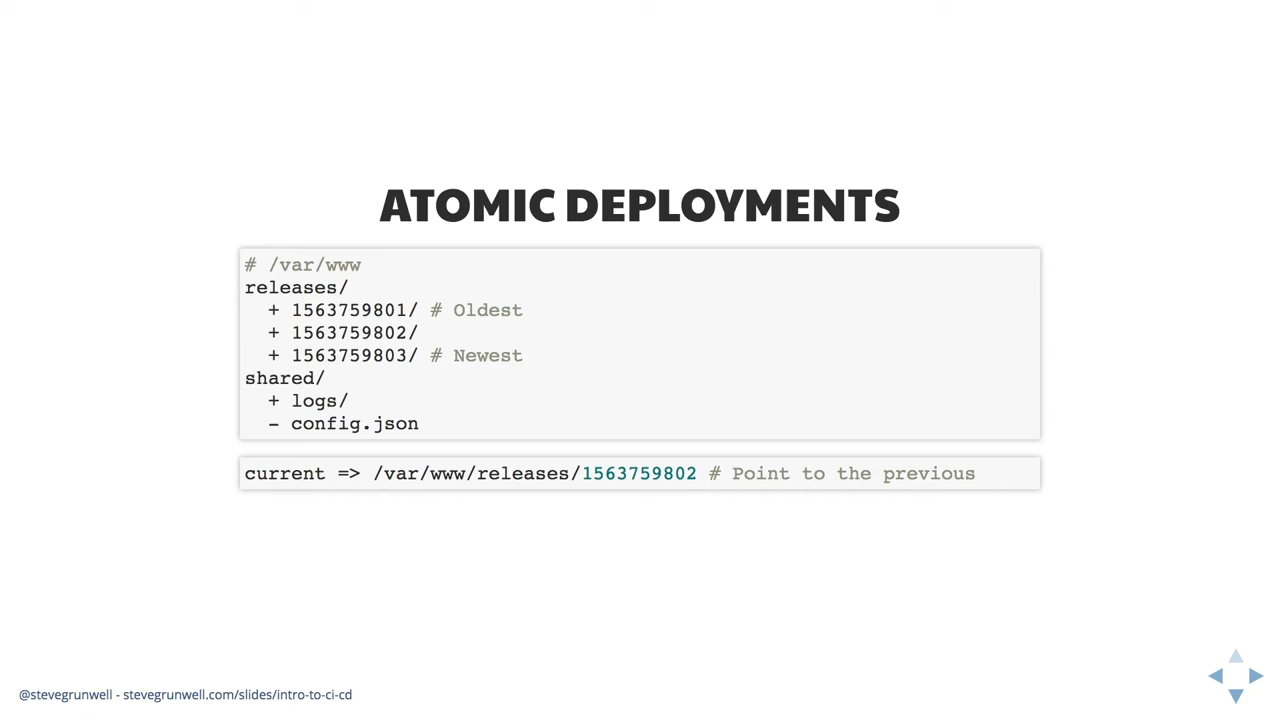 ATOMIC DEPLOYMENTS
# /var/www
releases/
  + 1563759801/ # Oldest
  + 1563759802/
  + 1563759803/ # Newest
shared/
  + logs/
  - config.json
current => /var/www/releases/1563759802 # Point to the previous
@stevegrunwell - stevegrunwell.com/slides/intro-to-ci-cd